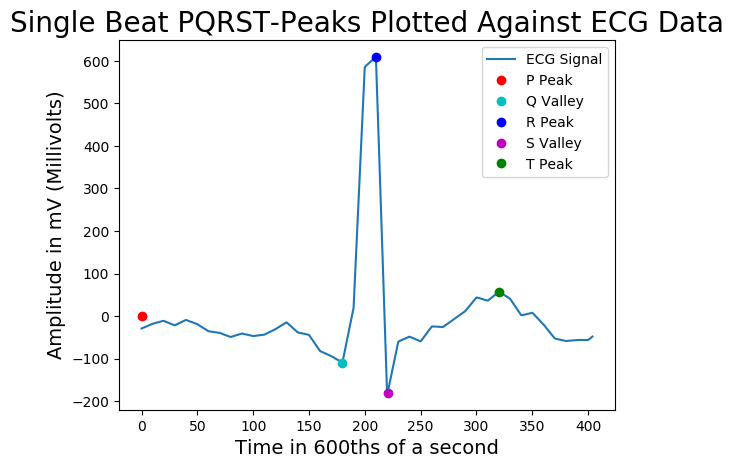 Single Beat PQRST-Peaks Plotted Against ECG Data
Amplitude in mV (Millivolts)
600
500
400
300
200
100
0
−100
−200
ECG Signal
P Peak
Q Valley
R Peak
S Valley
T Peak
0 50 100 150 200 250 300 350 400
Time in 600ths of a second